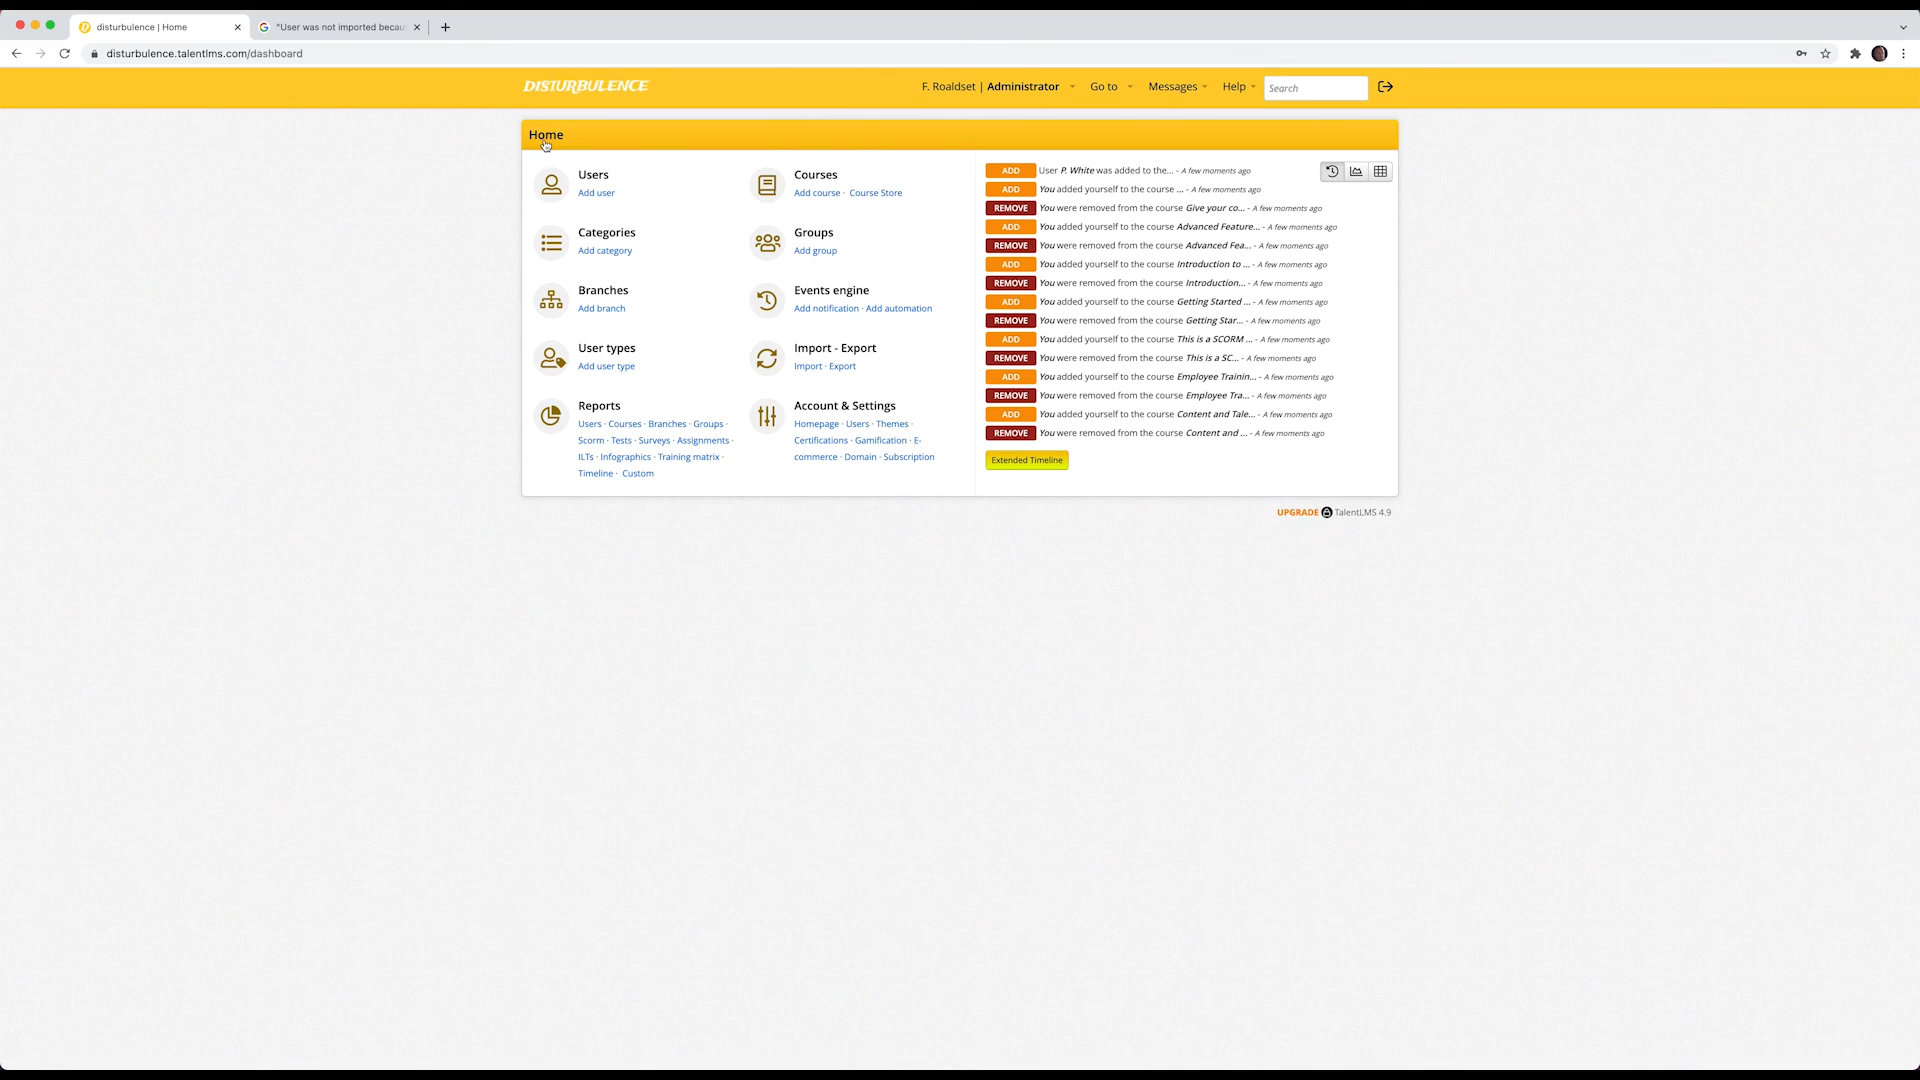 disturbulence | Home
"User was not imported becau
disturbulence.talentlms.com/dashboard
DISTURBULENCE
F. Roaldset | Administrator
Go to
Messages
Help
Search
Home
Users
Add user
Courses
Add course · Course Store
Categories
Add category
Groups
Add group
Branches
Add branch
Events engine
Add notification · Add automation
User types
Add user type
Import - Export
Import · Export
Reports
Users · Courses · Branches · Groups ·
Scorm · Tests · Surveys · Assignments ·
ILTs · Infographics · Training matrix ·
Timeline · Custom
Account & Settings
Homepage · Users · Themes ·
Certifications · Gamification · E-
commerce · Domain · Subscription
ADD User P. White was added to the... - A few moments ago
ADD You added yourself to the course ... - A few moments ago
REMOVE You were removed from the course Give your co... - A few moments ago
ADD You added yourself to the course Advanced Feature... - A few moments ago
REMOVE You were removed from the course Advanced Fea... - A few moments ago
ADD You added yourself to the course Introduction to ... - A few moments ago
REMOVE You were removed from the course Introduction... - A few moments ago
ADD You added yourself to the course Getting Started ... - A few moments ago
REMOVE You were removed from the course Getting Star... - A few moments ago
ADD You added yourself to the course This is a SCORM ... - A few moments ago
REMOVE You were removed from the course This is a SC... - A few moments ago
ADD You added yourself to the course Employee Trainin... - A few moments ago
REMOVE You were removed from the course Employee Tra... - A few moments ago
ADD You added yourself to the course Content and Tale... - A few moments ago
REMOVE You were removed from the course Content and ... - A few moments ago
Extended Timeline
UPGRADE TalentLMS 4.9